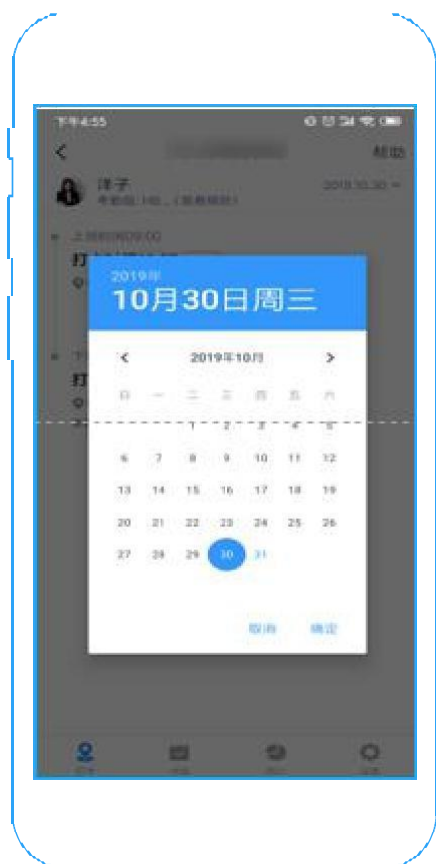 下午4:55
帮助
洋子
2019.10.30
2019年
10月30日周三
2019年10月
日 一 二 三 四 五 六
1 2 3 4 5
6 7 8 9 10 11 12
13 14 15 16 17 18 19
20 21 22 23 24 25 26
27 28 29 30 31
取消 确定